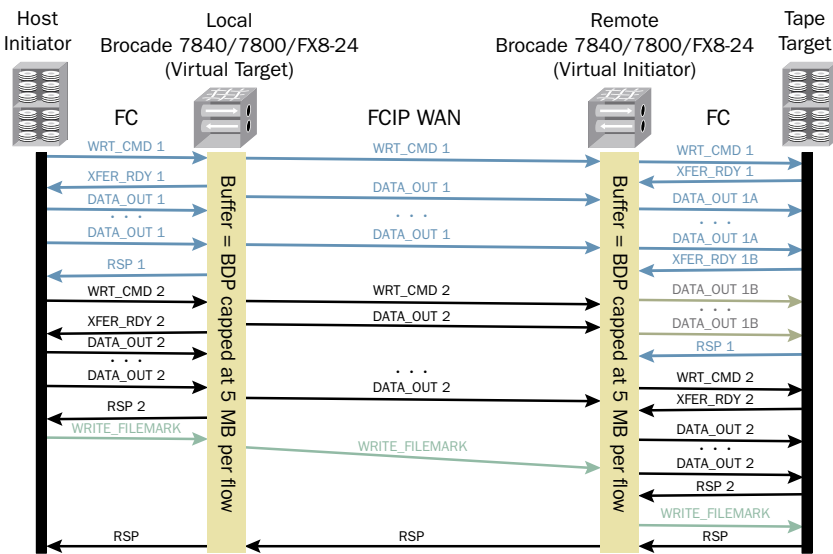 Host
Initiator
Local
Brocade 7840/7800/FX8-24
(Virtual Target)
Remote
Brocade 7840/7800/FX8-24
(Virtual Initiator)
Tape
Target
FC
FCIP WAN
FC
WRT_CMD 1
XFER_RDY 1
DATA_OUT 1
. . .
DATA_OUT 1
RSP 1
WRT_CMD 2
XFER_RDY 2
DATA_OUT 2
. . .
DATA_OUT 2
RSP 2
WRITE_FILEMARK
RSP
Buffer = BDP capped at 5 MB per flow
WRT_CMD 1
DATA_OUT 1
. . .
DATA_OUT 1
WRT_CMD 2
DATA_OUT 2
. . .
DATA_OUT 2
WRITE_FILEMARK
RSP
Buffer = BDP capped at 5 MB per flow
WRT_CMD 1
XFER_RDY 1
DATA_OUT 1A
. . .
DATA_OUT 1A
XFER_RDY 1B
DATA_OUT 1B
. . .
DATA_OUT 1B
RSP 1
WRT_CMD 2
XFER_RDY 2
DATA_OUT 2
. . .
DATA_OUT 2
RSP 2
WRITE_FILEMARK
RSP